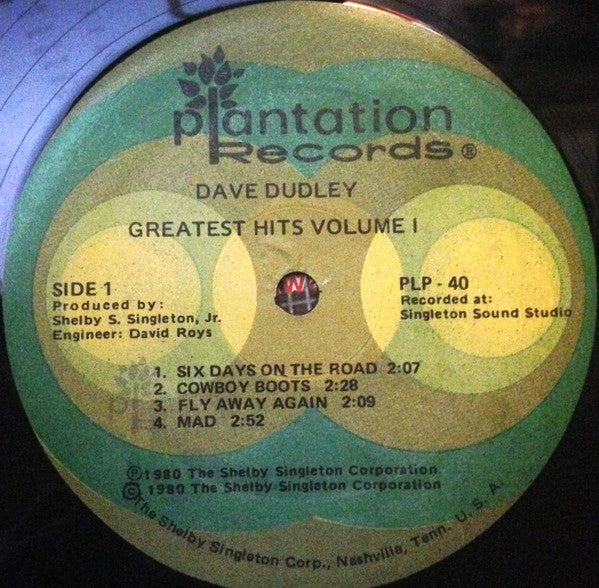 plantation
Records®
DAVE DUDLEY
GREATEST HITS VOLUME I
SIDE 1
Produced by:
Shelby S. Singleton, Jr.
Engineer: David Roys
PLP - 40
Recorded at:
Singleton Sound Studio
W
1. SIX DAYS ON THE ROAD 2:07
2. COWBOY BOOTS 2:28
3. FLY AWAY AGAIN 2:09
4. MAD 2:52
℗1980 The Shelby Singleton Corporation
©1980 The Shelby Singleton Corporation
The Shelby Singleton Corp., Nashville, Tenn. U. S. A.